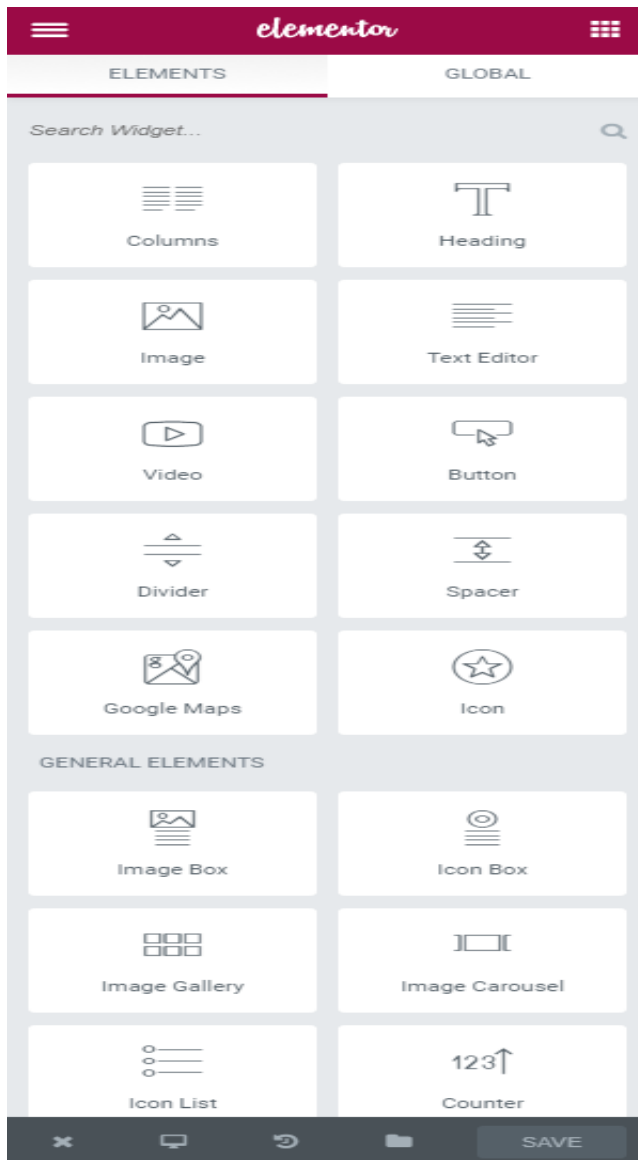 elementor
ELEMENTS GLOBAL
Search Widget...
Columns Heading
Image Text Editor
Video Button
Divider Spacer
8
Google Maps Icon
GENERAL ELEMENTS
Image Box Icon Box
Image Gallery Image Carousel
123
Icon List Counter
SAVE